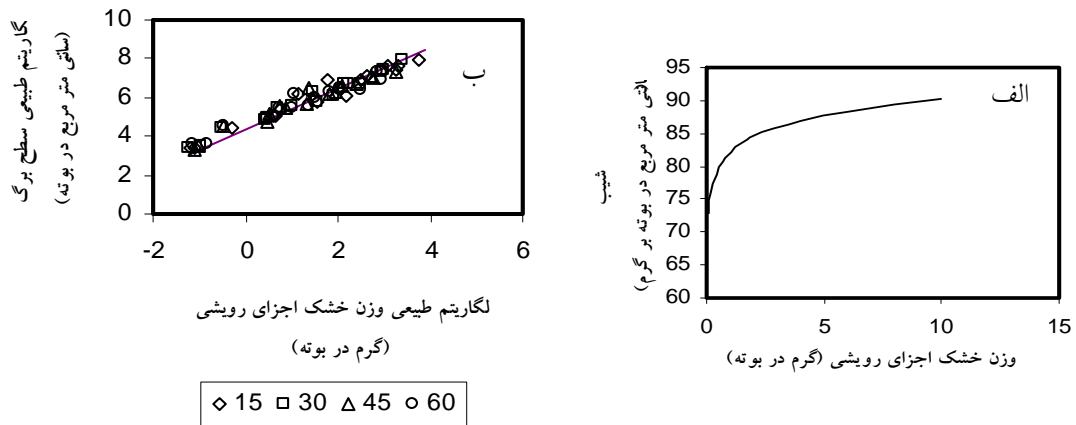 شیب
انتی متر مربع در بوته بر گرم)
95
90
85
80
75
70
65
60
الف
0 5 10 15
وزن خشک اجزای رویشی (گرم در بوته)
گاریتم طبیعی سطح برگ
(سانتی متر مربع در بوته)
10
8
6
4
2
0
ب
-2 0 2 4 6
لگاریتم طبیعی وزن خشک اجزای رویشی
(گرم در بوته)
15 30 45 60